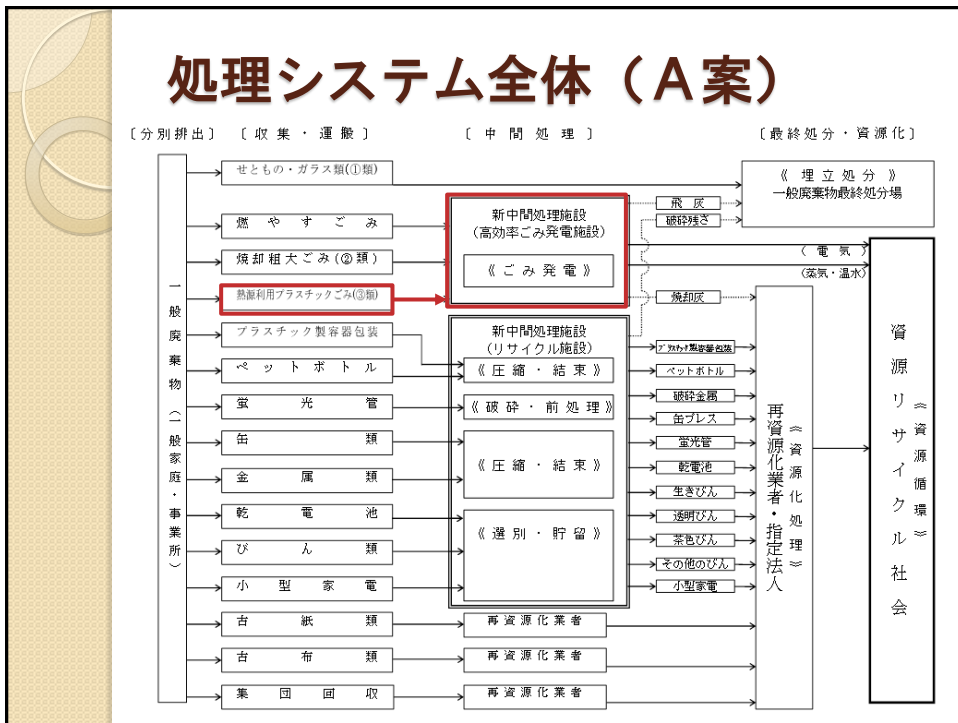 処理システム全体（A案）
〔分別排出〕
〔収集・運搬〕
〔中間処理〕
〔最終処分・資源化〕
一般廃棄物（一般家庭・事業所）
せともの・ガラス類(①類)
燃やすごみ
焼却粗大ごみ(②類)
熱源利用プラスチックごみ(③類)
プラスチック製容器包装
ペットボトル
蛍光管
缶類
金属類
乾電池
びん類
小型家電
古紙類
古布類
集団回収
新中間処理施設
(高効率ごみ発電施設)
《ごみ発電》
新中間処理施設
(リサイクル施設)
《圧縮・結束》
《破砕・前処理》
《圧縮・結束》
《選別・貯留》
再資源化業者
再資源化業者
再資源化業者
飛灰
破砕残さ
焼却灰
プラスチック製容器包装
ペットボトル
破砕金属
缶プレス
蛍光管
乾電池
生きびん
透明びん
茶色びん
その他のびん
小型家電
《埋立処分》
一般廃棄物最終処分場
(電気)
(蒸気・温水)
《資源化処理》
再資源化業者・指定法人
資源リサイクル社会
《資源循環》